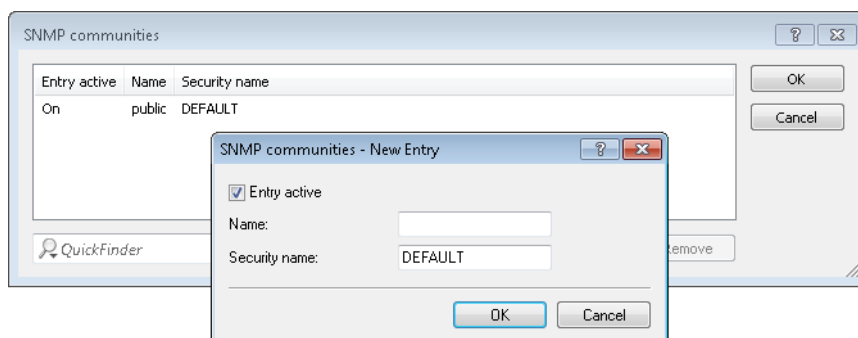 SNMP communities
Entry active Name Security name
On public DEFAULT
OK
Cancel
SNMP communities - New Entry
Entry active
Name:
Security name: DEFAULT
OK Cancel
QuickFinder